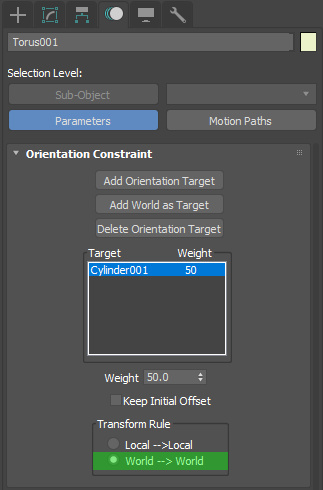 Torus001
Selection Level:
Sub-Object
Parameters Motion Paths
Orientation Constraint
Add Orientation Target
Add World as Target
Delete Orientation Target
Target Weight
Cylinder001 50
Weight 50.0
Keep Initial Offset
Transform Rule
Local -->Local
World --> World